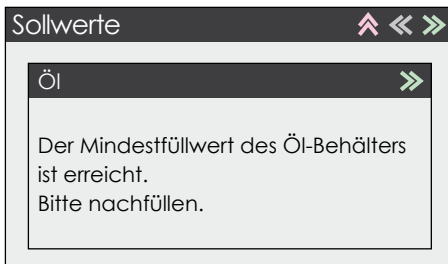 Sollwerte
Öl
Der Mindestfüllwert des Öl-Behälters
ist erreicht.
Bitte nachfüllen.